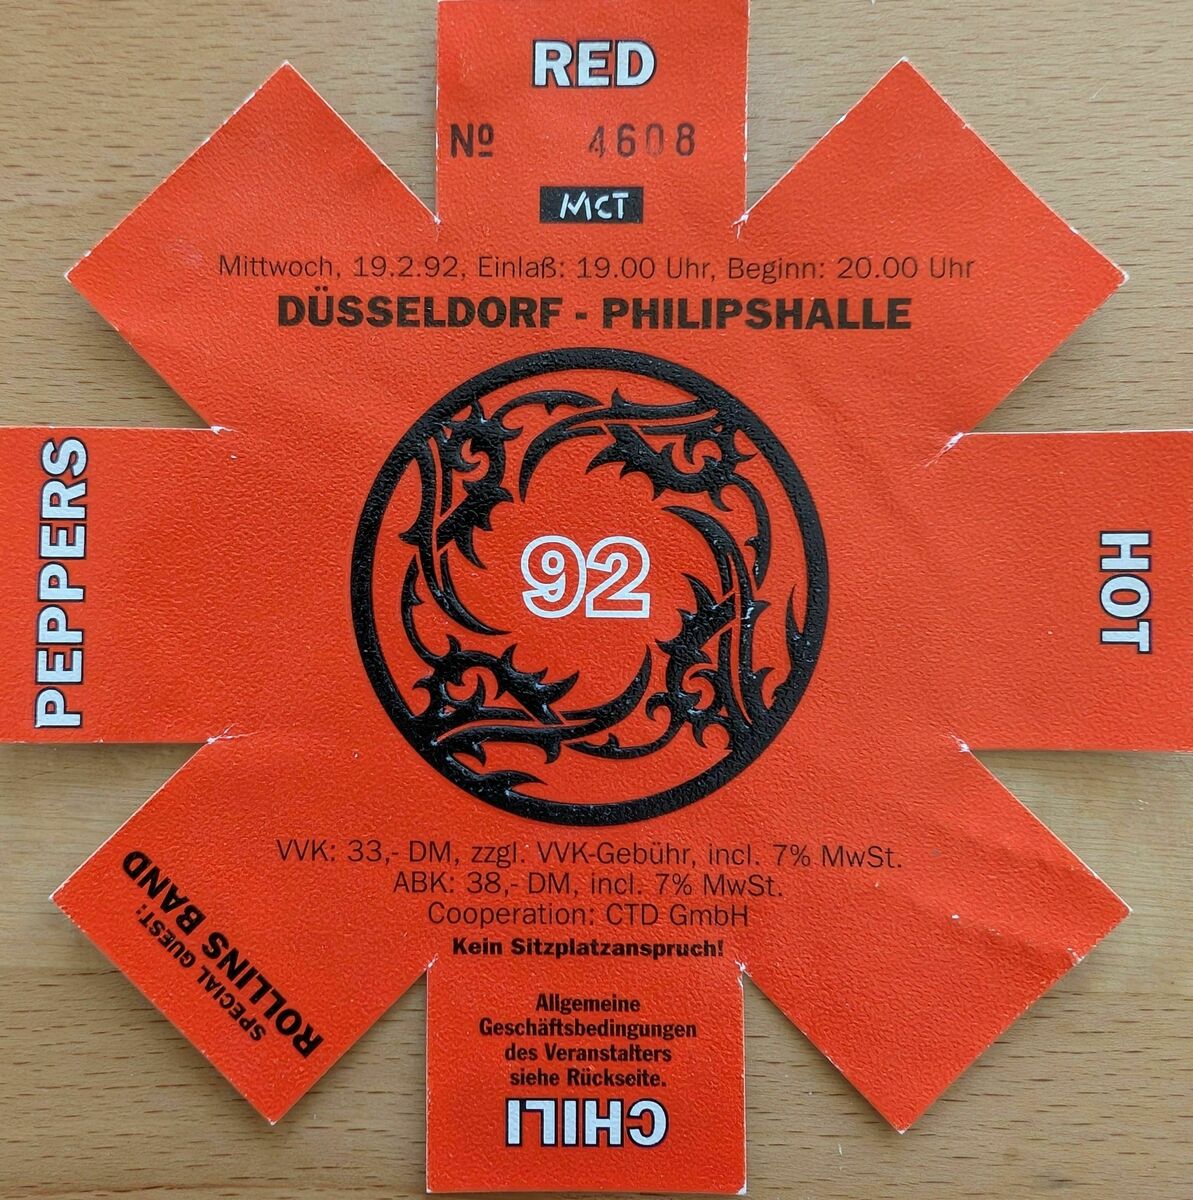 RED
Nº 4608
MCT
Mittwoch, 19.2.92, Einlaß: 19.00 Uhr, Beginn: 20.00 Uhr
DÜSSELDORF - PHILIPSHALLE
HOT
92
PEPPERS
VVK: 33,- DM, zzgl. VVK-Gebühr, incl. 7% MwSt.
ABK: 38,- DM, incl. 7% MwSt.
Cooperation: CTD GmbH
Kein Sitzplatzanspruch!
SPECIAL GUEST:
ROLLINS BAND
Allgemeine
Geschäftsbedingungen
des Veranstalters
siehe Rückseite.
CHILI